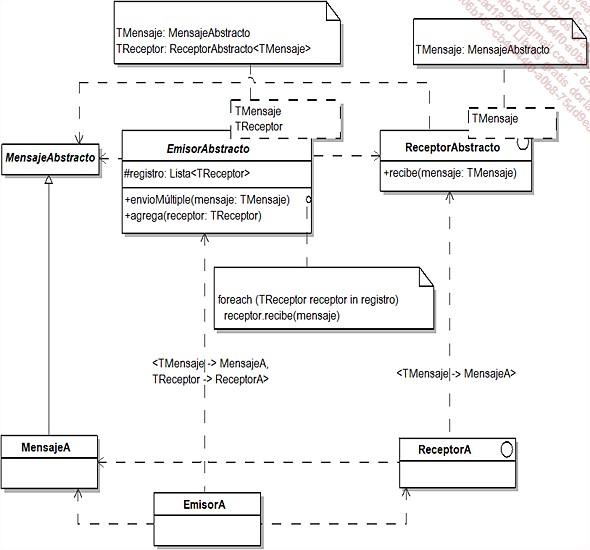 TMensaje: MensajeAbstracto
TReceptor: ReceptorAbstracto<TMensaje>
TMensaje: MensajeAbstracto
TMensaje
TReceptor
TMensaje
MensajeAbstracto
EmisorAbstracto
#registro: Lista<TReceptor>
+envioMúltiple(mensaje: TMensaje)
+agrega(receptor: TReceptor)
ReceptorAbstracto
+recibe(mensaje: TMensaje)
foreach (TReceptor receptor in registro)
receptor.recibe(mensaje)
<TMensaje -> MensajeA,
TReceptor -> ReceptorA>
<TMensaje -> MensajeA>
MensajeA
ReceptorA
EmisorA